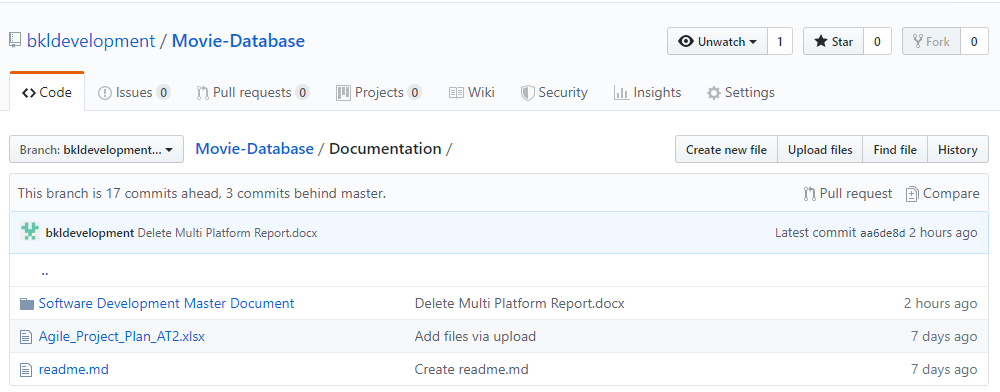 bkldevelopment / Movie-Database
Unwatch 1 Star 0 Fork 0
Code Issues 0 Pull requests 0 Projects 0 Wiki Security Insights Settings
Branch: bkldevelopment... Movie-Database / Documentation / Create new file Upload files Find file History
This branch is 17 commits ahead, 3 commits behind master. Pull request Compare
bkldevelopment Delete Multi Platform Report.docx Latest commit aa6de8d 2 hours ago
..
Software Development Master Document Delete Multi Platform Report.docx 2 hours ago
Agile_Project_Plan_AT2.xlsx Add files via upload 7 days ago
readme.md Create readme.md 7 days ago